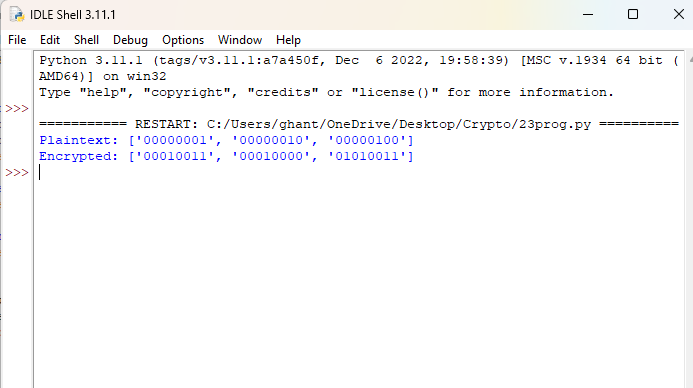 IDLE Shell 3.11.1
File Edit Shell Debug Options Window Help
Python 3.11.1 (tags/v3.11.1:a7a450f, Dec  6 2022, 19:58:39) [MSC v.1934 64 bit (
AMD64)] on win32
Type "help", "copyright", "credits" or "license()" for more information.
>>>
=========== RESTART: C:/Users/ghant/OneDrive/Desktop/Crypto/23prog.py ==========
Plaintext: ['00000001', '00000010', '00000100']
Encrypted: ['00010011', '00010000', '01010011']
>>>